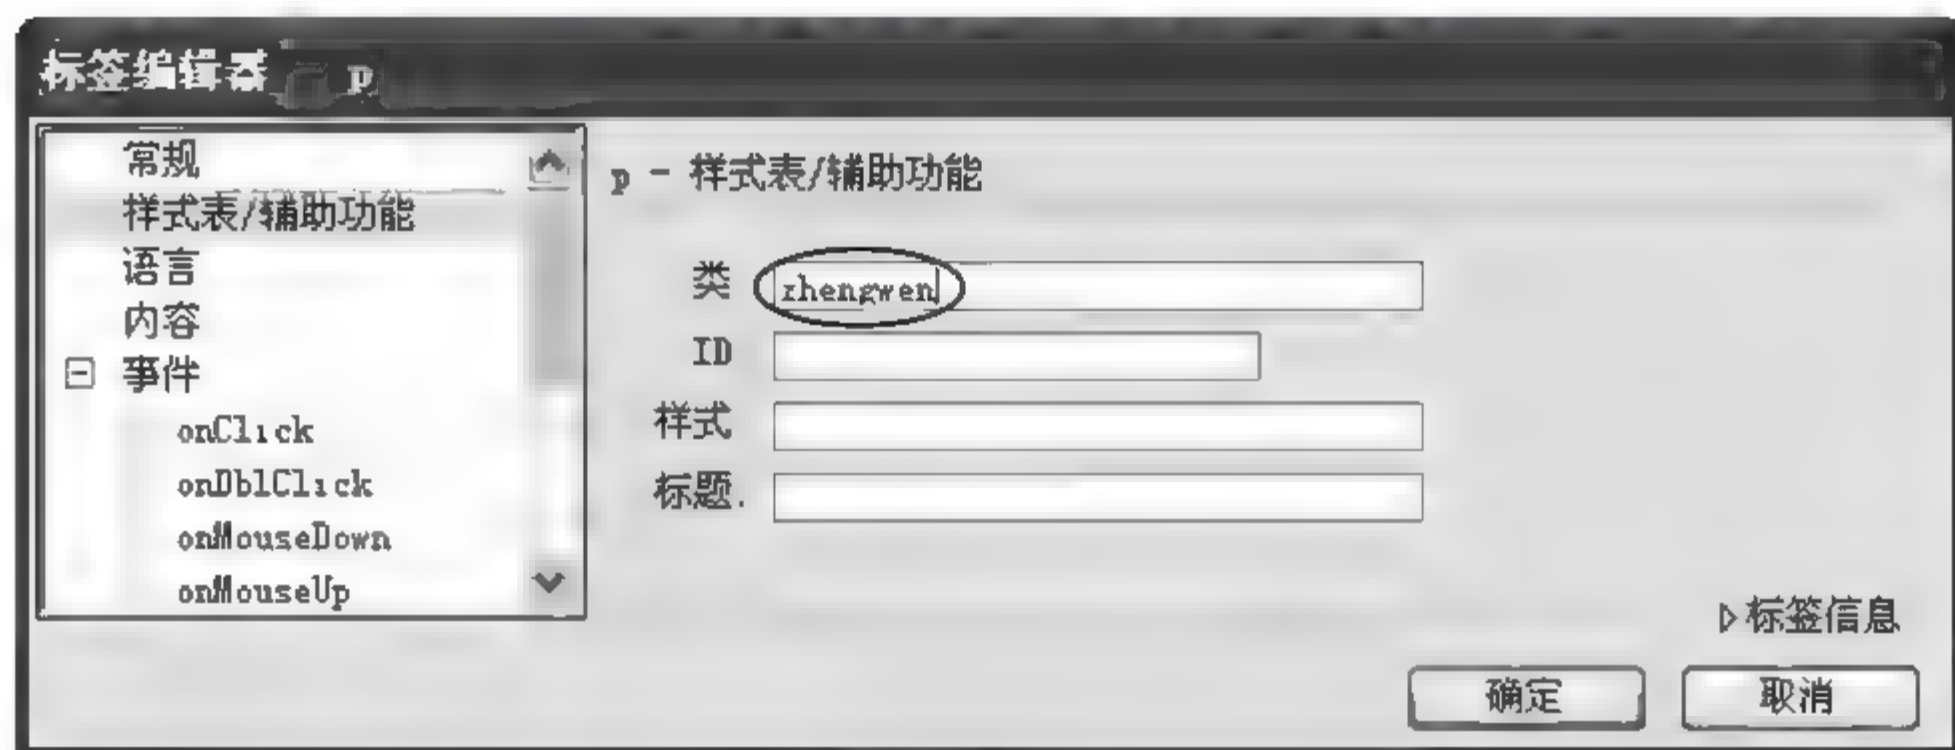 标签编辑器 - p
常规
样式表/辅助功能
语言
内容
事件
onClick
onDblClick
onMouseDown
onMouseUp
p - 样式表/辅助功能
类 zhengwen
ID
样式
标题:
标签信息
确定 取消